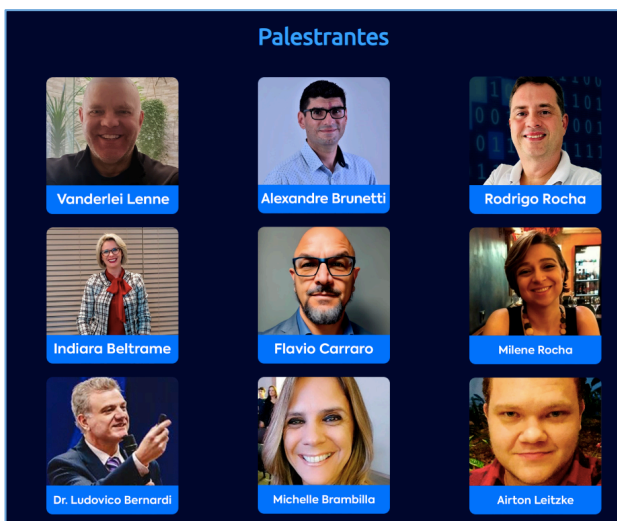 Palestrantes
Vanderlei Lenne
Alexandre Brunetti
Rodrigo Rocha
Indiara Beltrame
Flavio Carraro
Milene Rocha
Dr. Ludovico Bernardi
Michelle Brambilla
Airton Leitzke